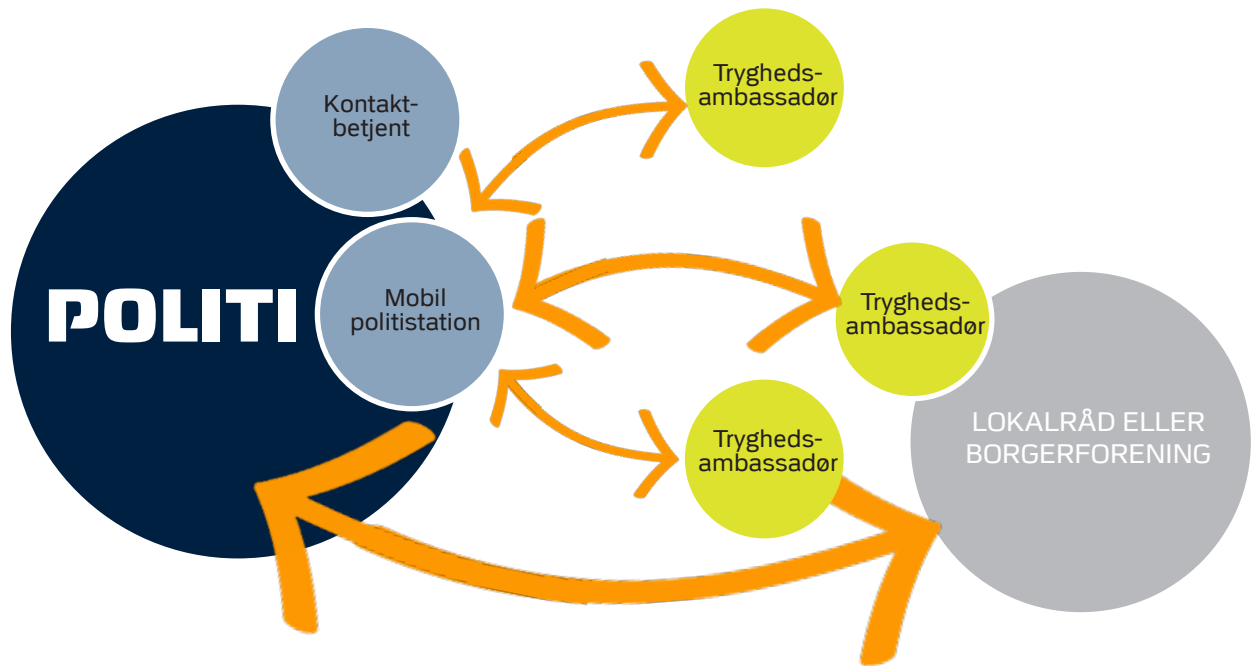 Kontakt-
betjent
Trygheds-
ambassadør
POLITI
Mobil
politistation
Trygheds-
ambassadør
Trygheds-
ambassadør
LOKALRÅD ELLER
BORGERFORENING